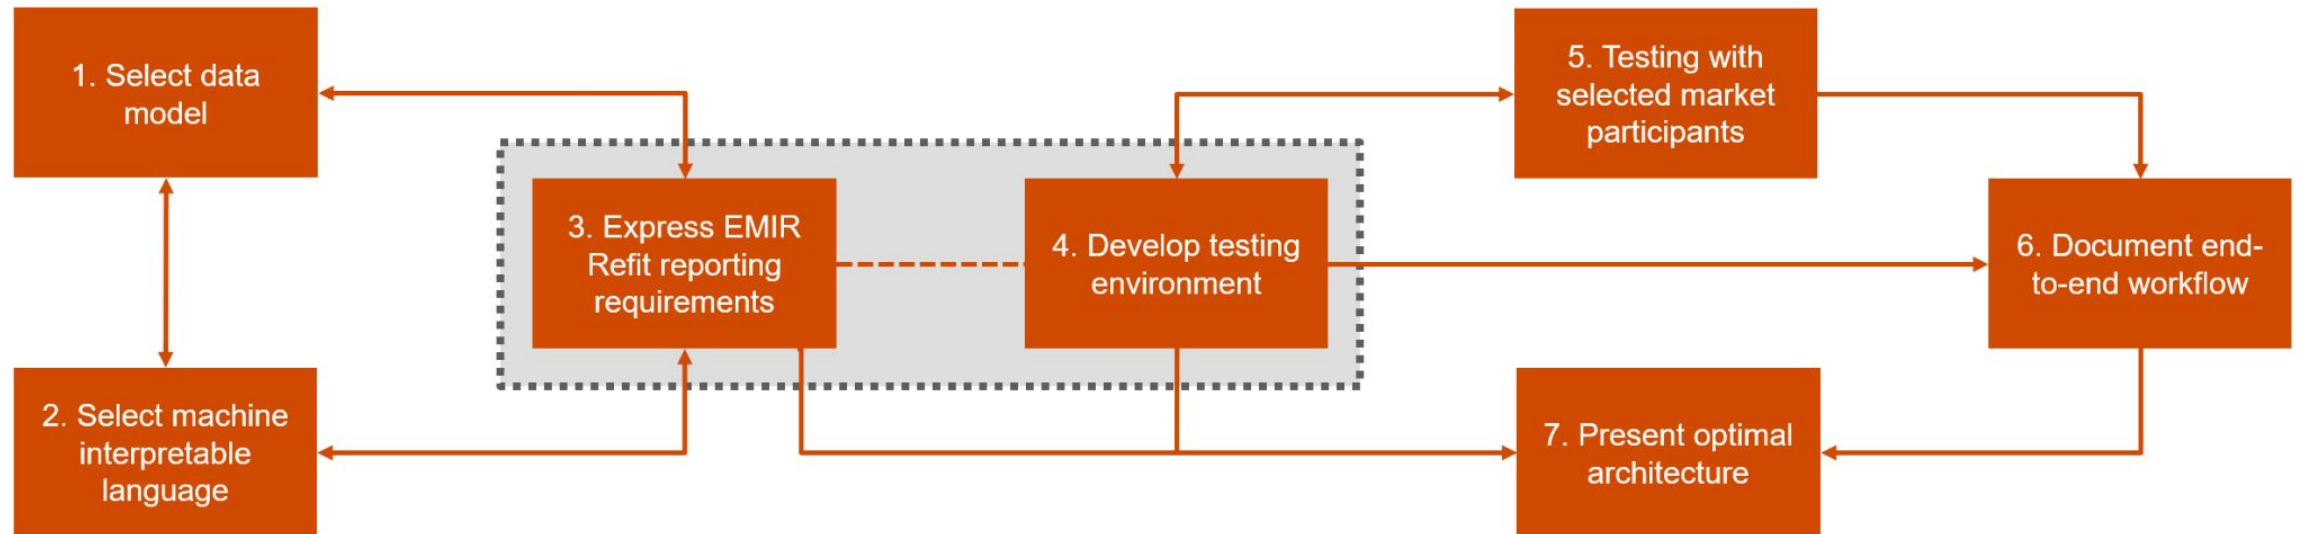 1. Select data
model
2. Select machine
interpretable
language
3. Express EMIR
Refit reporting
requirements
4. Develop testing
environment
5. Testing with
selected market
participants
6. Document end-
to-end workflow
7. Present optimal
architecture